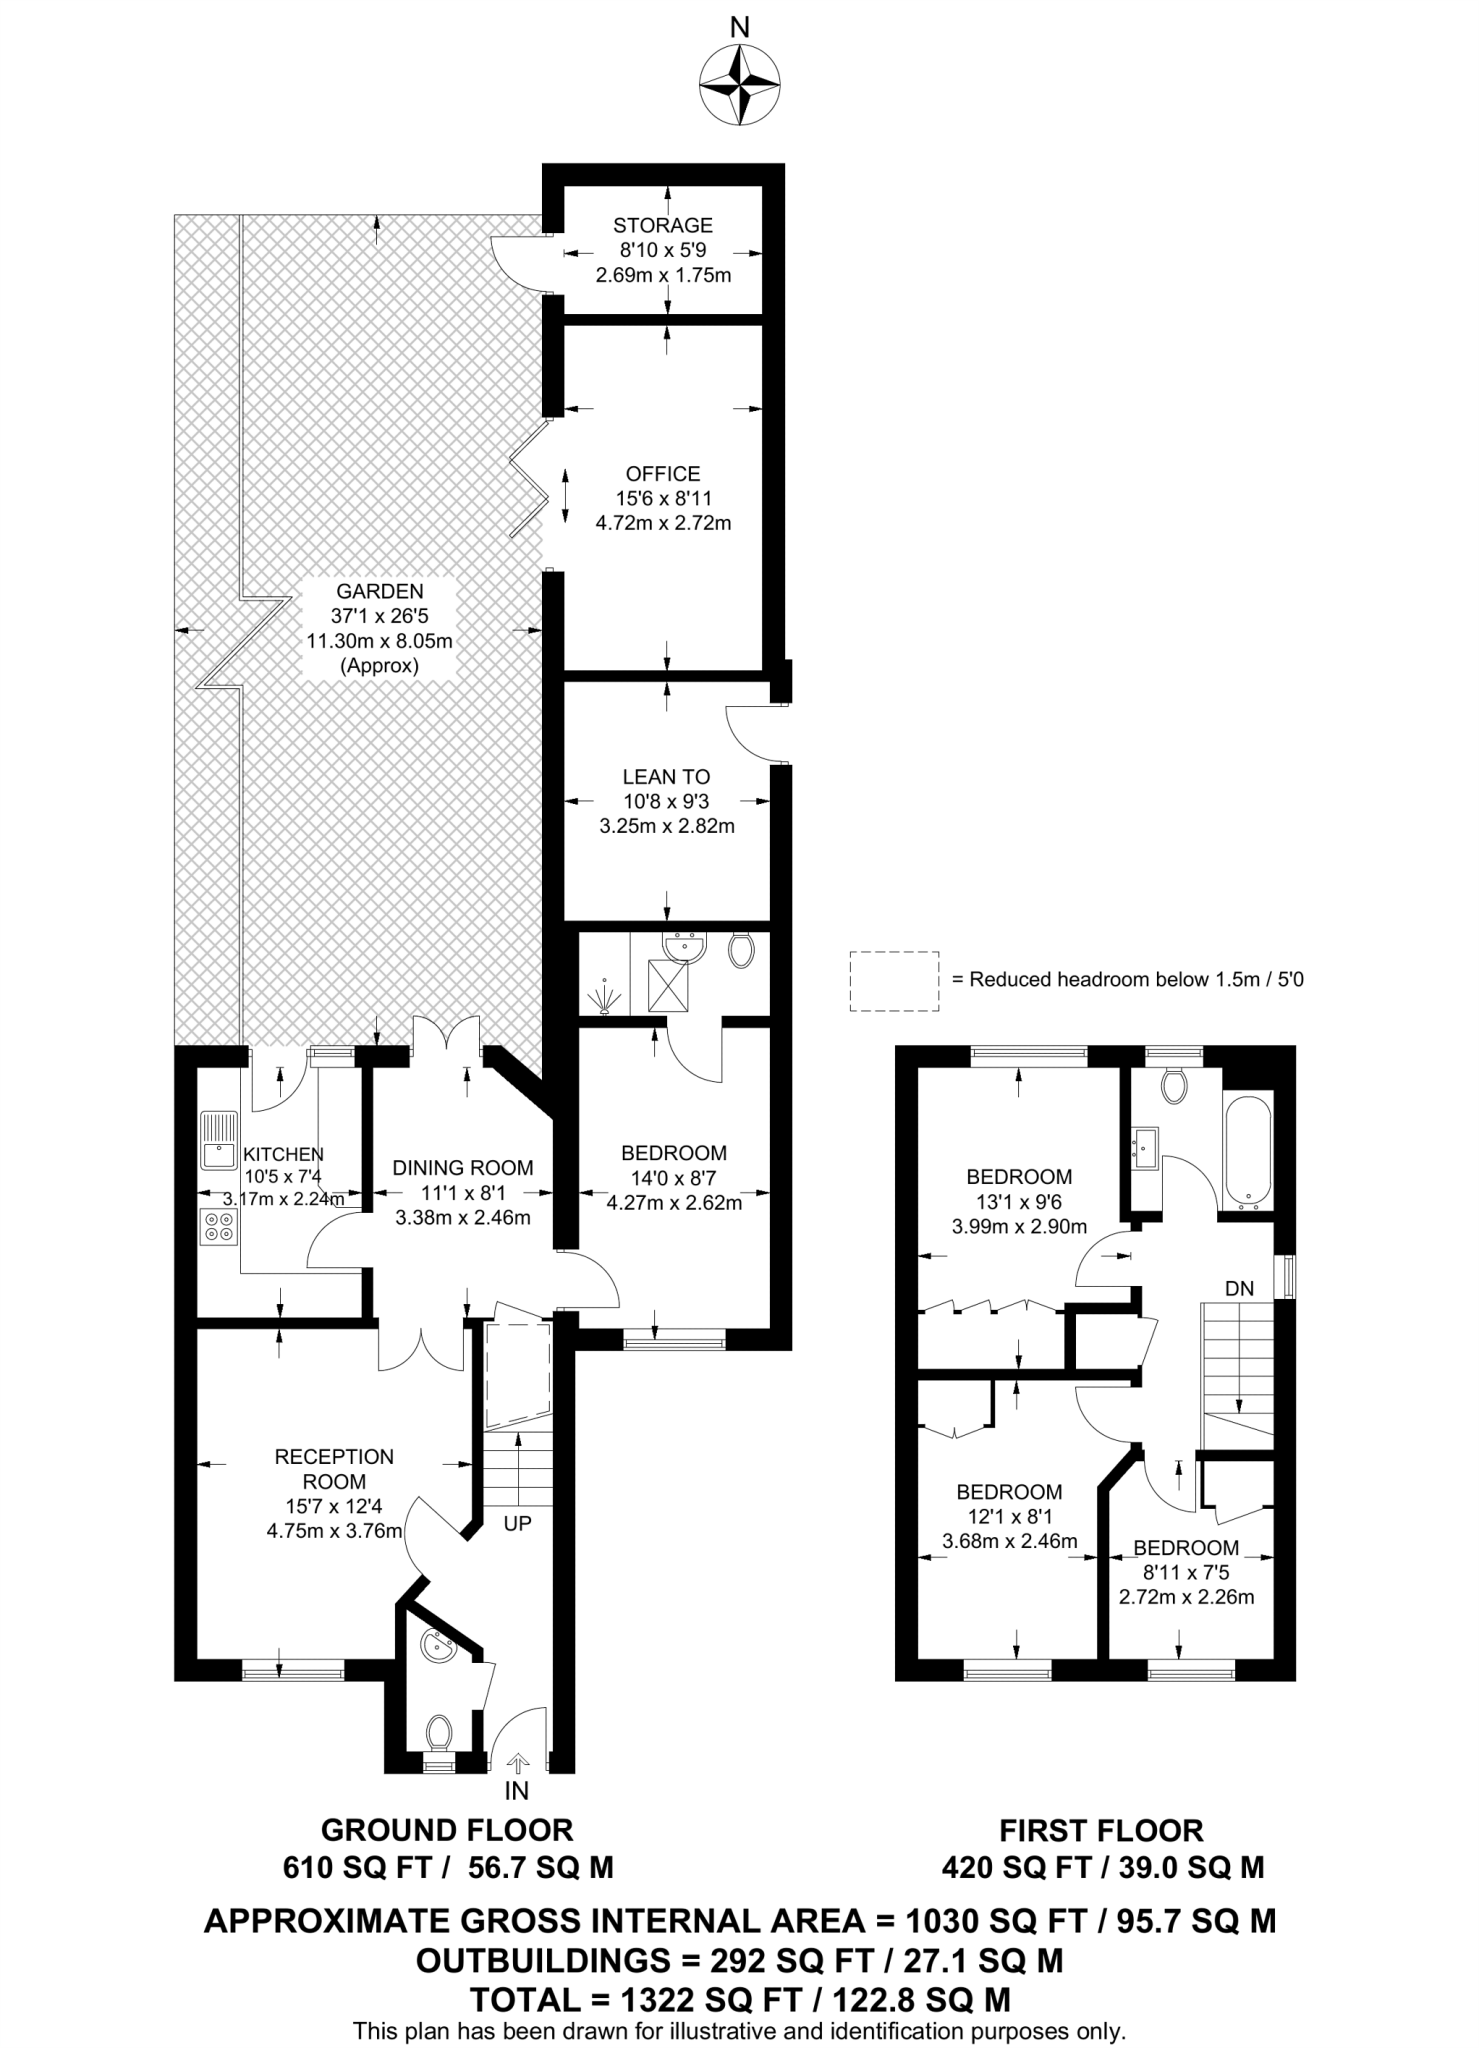 N
STORAGE
8'10 x 5'9
2.69m x 1.75m
OFFICE
15'6 x 8'11
4.72m x 2.72m
GARDEN
37'1 x 26'5
11.30m x 8.05m
(Approx)
LEAN TO
10'8 x 9'3
3.25m x 2.82m
= Reduced headroom below 1.5m / 5'0
KITCHEN
10'5 x 7'4
3.17m x 2.24m
DINING ROOM
11'1 x 8'1
3.38m x 2.46m
BEDROOM
14'0 x 8'7
4.27m x 2.62m
RECEPTION
ROOM
15'7 x 12'4
4.75m x 3.76m
UP
IN
BEDROOM
13'1 x 9'6
3.99m x 2.90m
DN
BEDROOM
12'1 x 8'1
3.68m x 2.46m
BEDROOM
8'11 x 7'5
2.72m x 2.26m
GROUND FLOOR
610 SQ FT / 56.7 SQ M
FIRST FLOOR
420 SQ FT / 39.0 SQ M
APPROXIMATE GROSS INTERNAL AREA = 1030 SQ FT / 95.7 SQ M
OUTBUILDINGS = 292 SQ FT / 27.1 SQ M
TOTAL = 1322 SQ FT / 122.8 SQ M
This plan has been drawn for illustrative and identification purposes only.